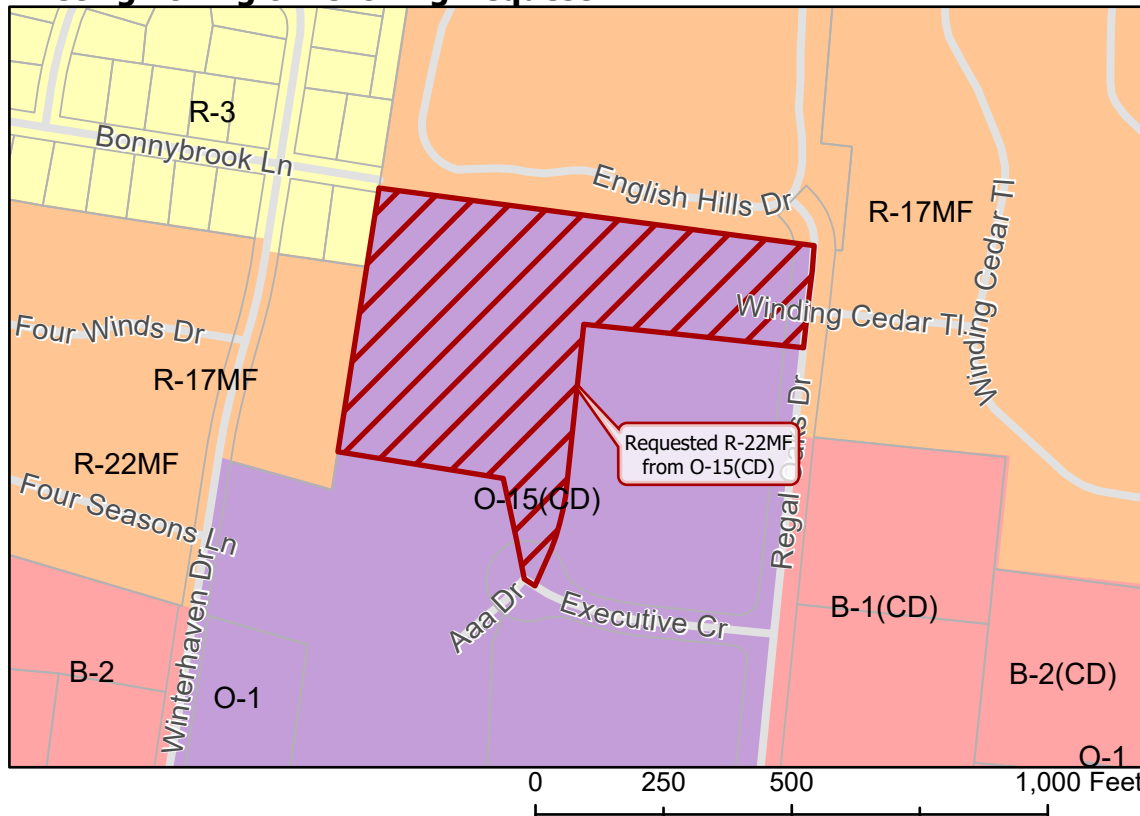 R-3
Bonnybrook Ln
English Hills Dr
R-17MF
Winding Cedar Tl
Winding Cedar Tl.
Four Winds Dr
R-17MF
R-22MF
Requested R-22MF
from O-15(CD)
Four Seasons Ln
O-15(CD)
Regal Oaks Dr
Winterhaven Dr
Aaa Dr
Executive Cr
B-1(CD)
B-2
O-1
B-2(CD)
O-1
0 250 500 1,000 Feet